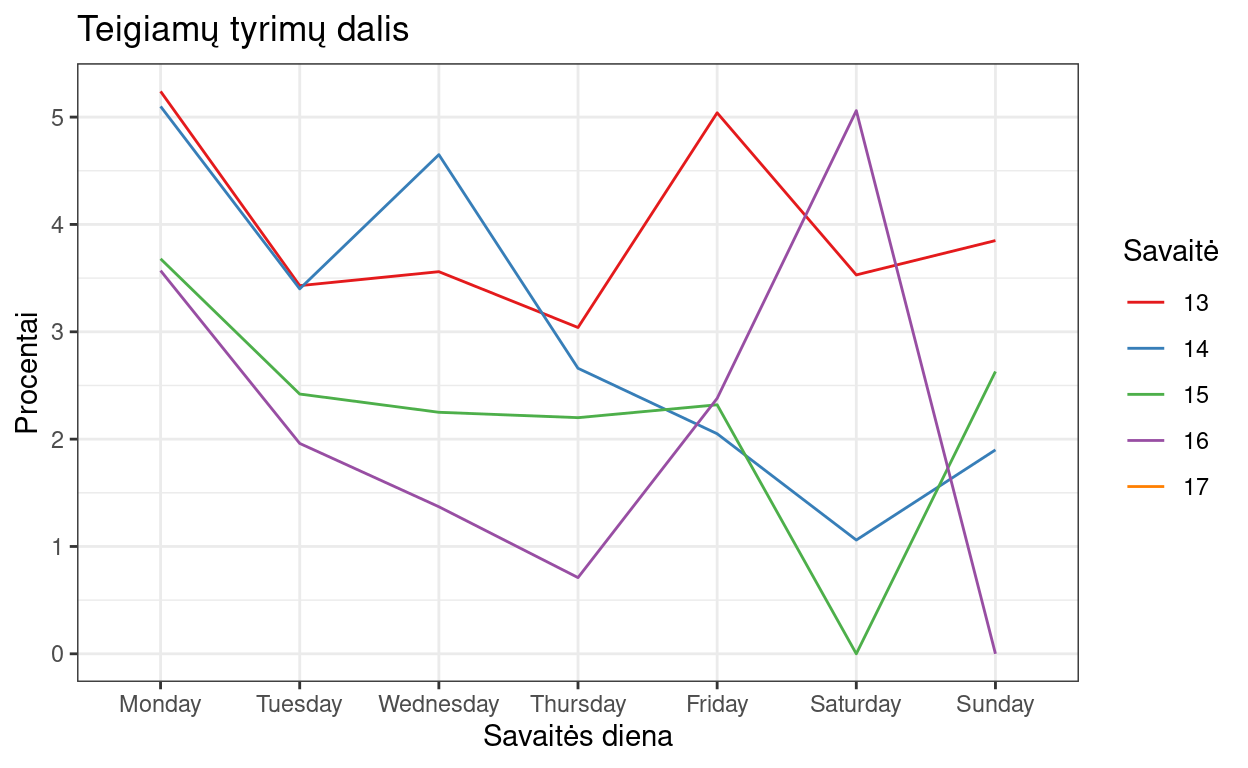 Teigiamų tyrimų dalis
Procentai
5
4
3
2
1
0
Monday Tuesday Wednesday Thursday Friday Saturday Sunday
Savaitės diena
Savaitė
13
14
15
16
17